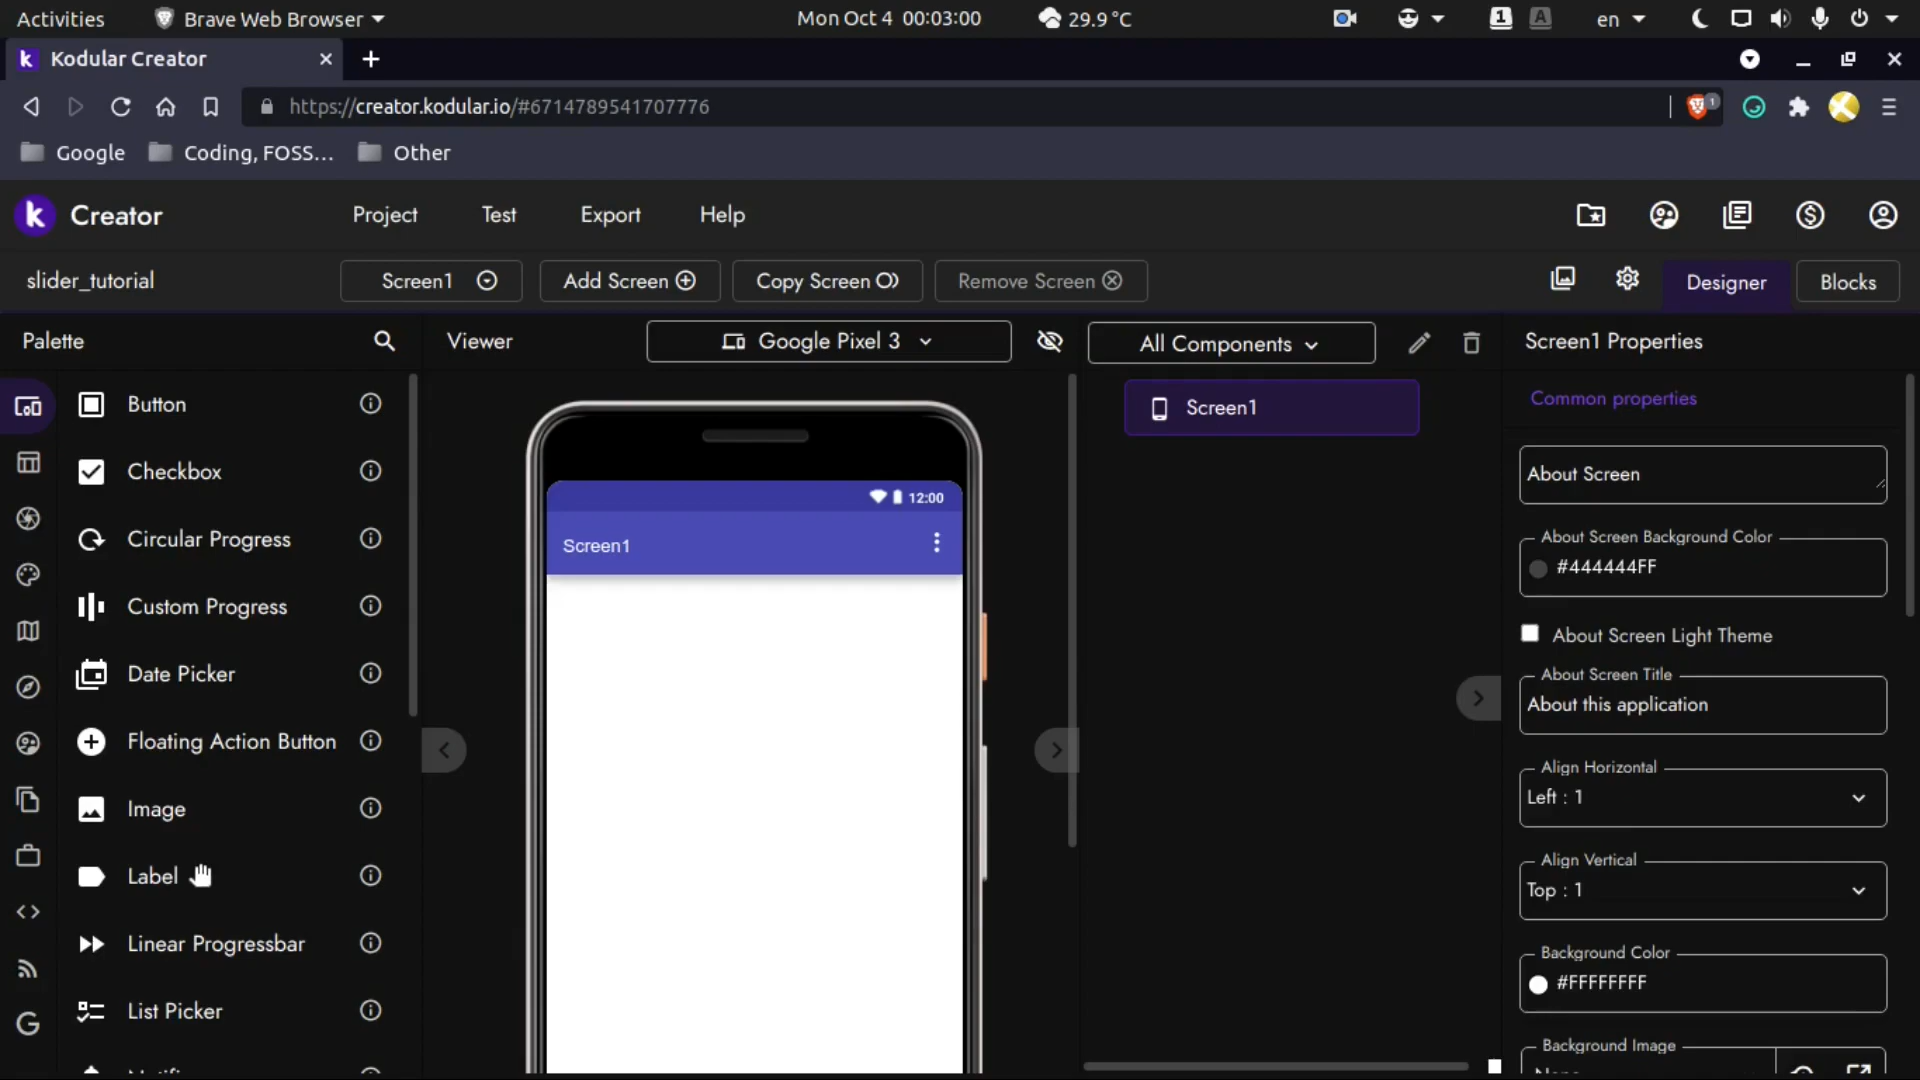 Activities
Brave Web Browser
Mon Oct 4 00:03:00
29.9 °C
1
A
en
k
Kodular Creator
https://creator.kodular.io/#6714789541707776
1
Google
Coding, FOSS...
Other
k
Creator
Project
Test
Export
Help
slider_tutorial
Screen1
Add Screen
Copy Screen
Remove Screen
Designer
Blocks
Palette
Viewer
Google Pixel 3
All Components
Screen1 Properties
Button
Checkbox
Circular Progress
Custom Progress
Date Picker
Floating Action Button
Image
Label
Linear Progressbar
List Picker
12:00
Screen1
Screen1
Common properties
About Screen
About Screen Background Color
#444444FF
About Screen Light Theme
About Screen Title
About this application
Align Horizontal
Left : 1
Align Vertical
Top : 1
Background Color
#FFFFFFFF
Background Image